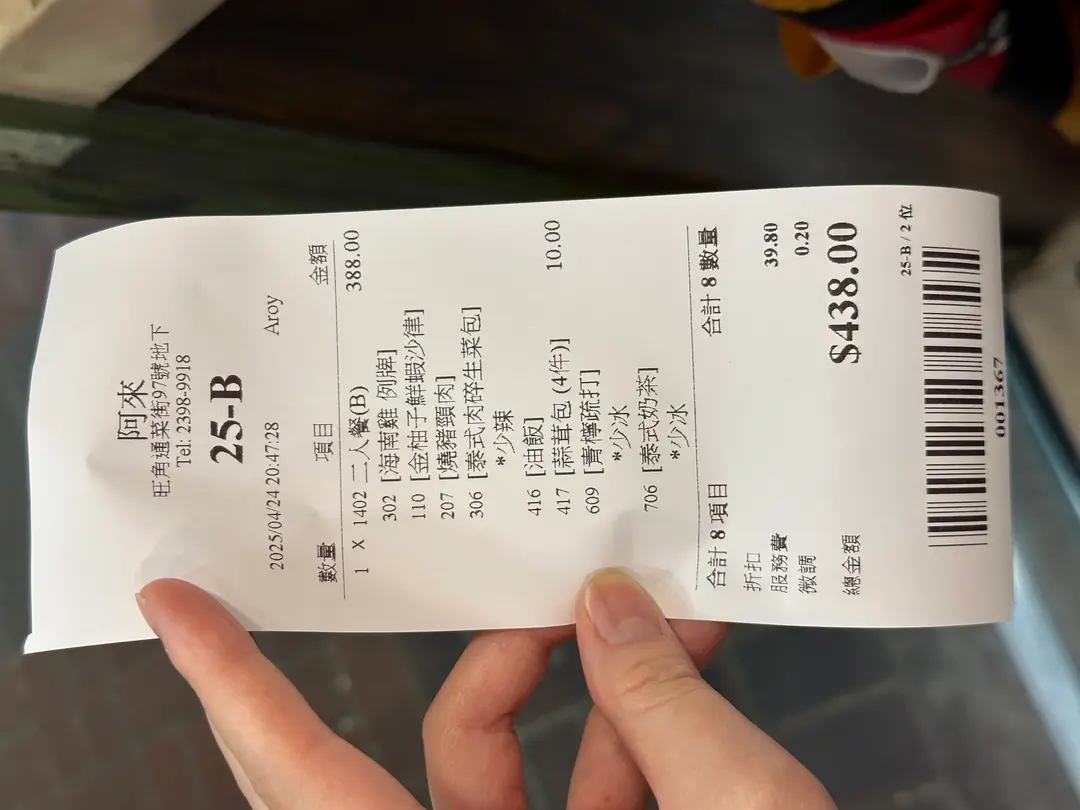 阿來
旺角通菜街97號地下
Tel: 2398-9918
25-B
2025/04/24 20:47:28 Aroy
數量 項目 金額
1 X 1402 二人餐(B) 388.00
302 [海南雞 例牌]
110 [金柚子鮮蝦沙律]
207 [燒豬頸肉]
306 [泰式肉碎生菜包]
*少辣
416 [油飯]
417 [蒜茸包 (4件)] 10.00
609 [青檸疏打]
*少冰
706 [泰式奶茶]
*少冰
合計 8 項目 合計 8 數量
折扣
服務費 39.80
微調 0.20
總金額 $438.00
25-B / 2 位
001367